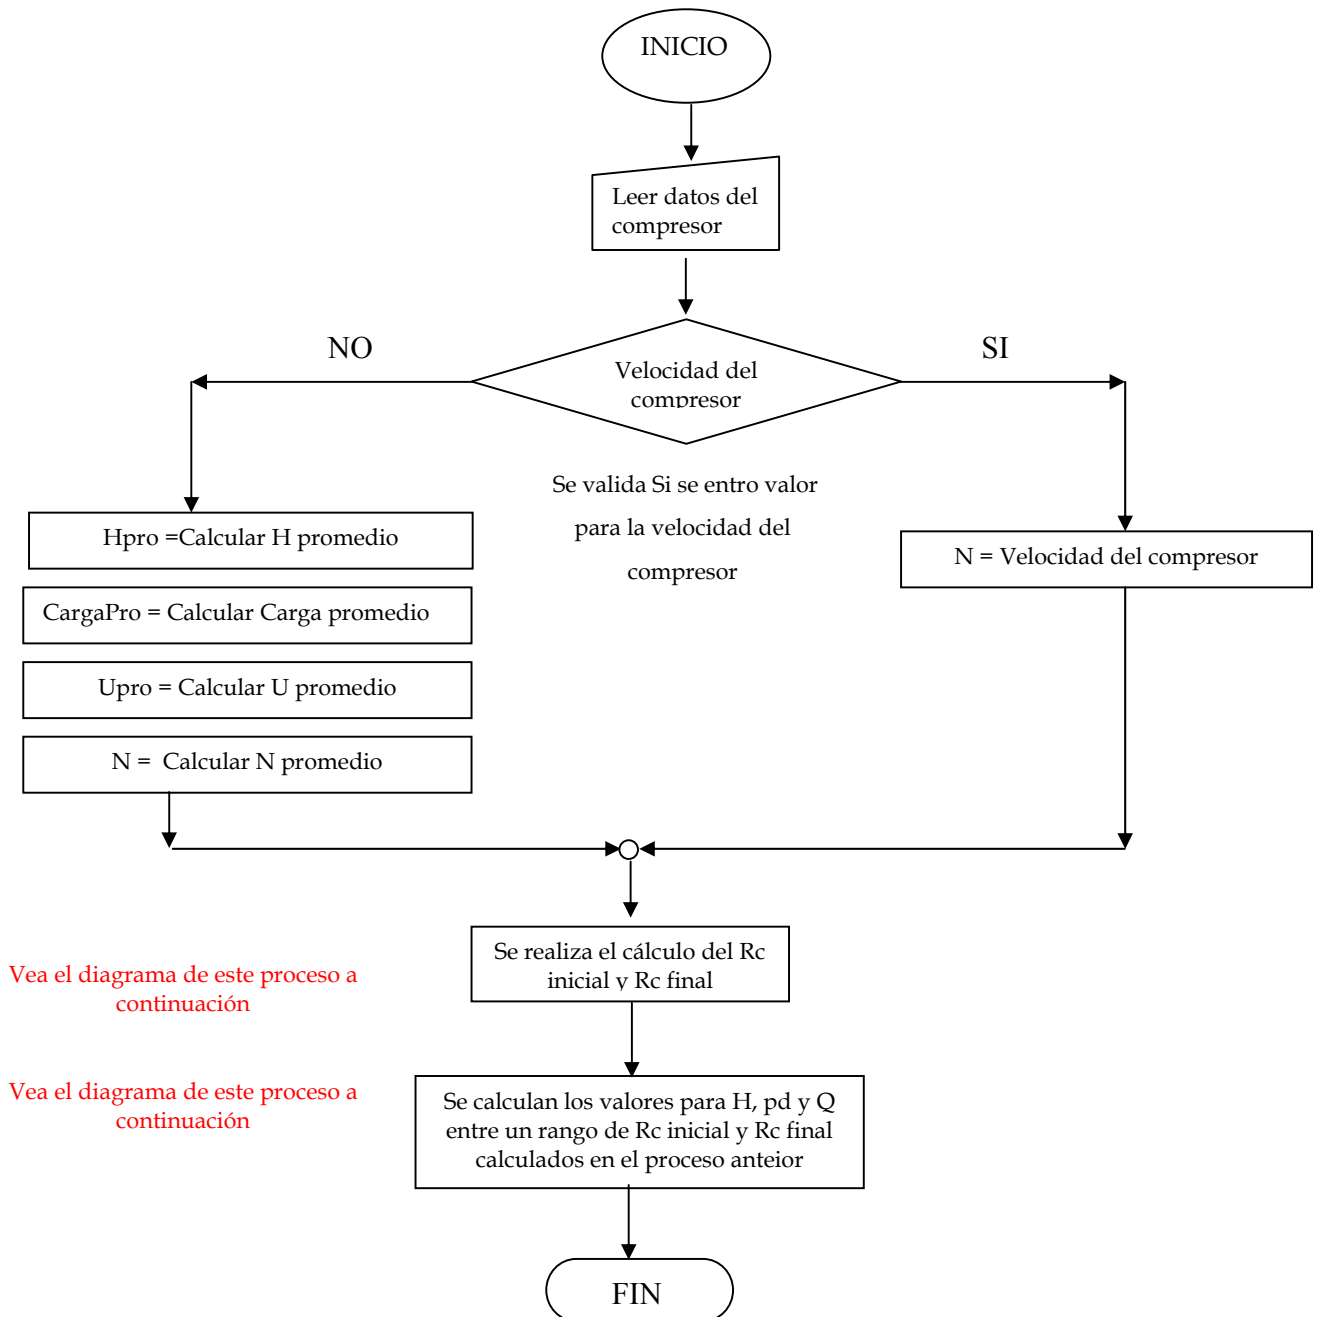 INICIO
Leer datos del
compresor
NO
SI
Velocidad del
compresor
Se valida Si se entro valor
para la velocidad del
compresor
Hpro =Calcular H promedio
CargaPro = Calcular Carga promedio
Upro = Calcular U promedio
N = Calcular N promedio
N = Velocidad del compresor
Vea el diagrama de este proceso a
continuación
Se realiza el cálculo del Rc
inicial y Rc final
Vea el diagrama de este proceso a
continuación
Se calculan los valores para H, pd y Q
entre un rango de Rc inicial y Rc final
calculados en el proceso anteior
FIN